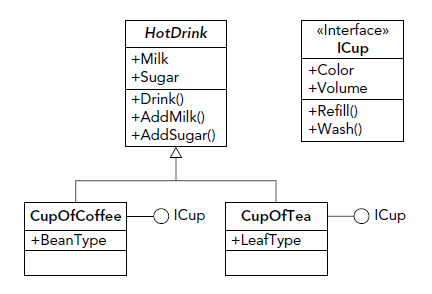 HotDrink
+Milk
+Sugar
+Drink()
+AddMilk()
+AddSugar()
«Interface»
ICup
+Color
+Volume
+Refill()
+Wash()
CupOfCoffee
+BeanType
ICup
CupOfTea
+LeafType
ICup